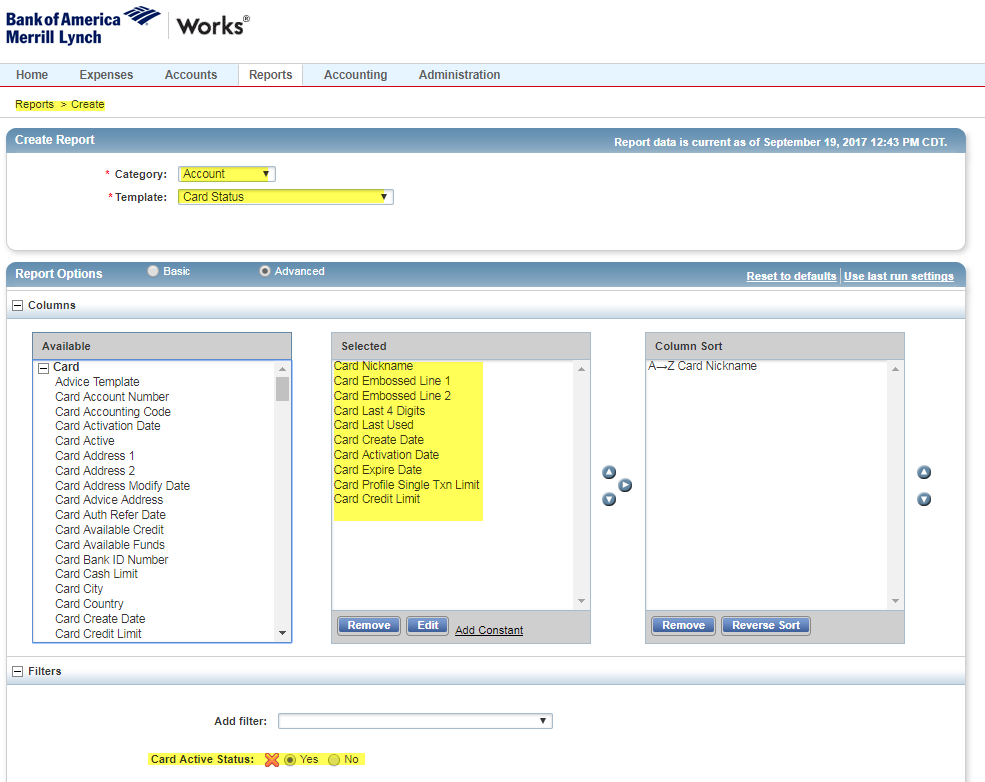 Bank of America
Merrill Lynch
Works®
Home Expenses Accounts Reports Accounting Administration
Reports > Create
Create Report Report data is current as of September 19, 2017 12:43 PM CDT.
* Category: Account
* Template: Card Status
Report Options Basic Advanced Reset to defaults Use last run settings
Columns
Available
Card
Advice Template
Card Account Number
Card Accounting Code
Card Activation Date
Card Active
Card Address 1
Card Address 2
Card Address Modify Date
Card Advice Address
Card Auth Refer Date
Card Available Credit
Card Available Funds
Card Bank ID Number
Card Cash Limit
Card City
Card Country
Card Create Date
Card Credit Limit
Selected
Card Nickname
Card Embossed Line 1
Card Embossed Line 2
Card Last 4 Digits
Card Last Used
Card Create Date
Card Activation Date
Card Expire Date
Card Profile Single Txn Limit
Card Credit Limit
Remove Edit Add Constant
Column Sort
A→Z Card Nickname
Remove Reverse Sort
Filters
Add filter:
Card Active Status: Yes No